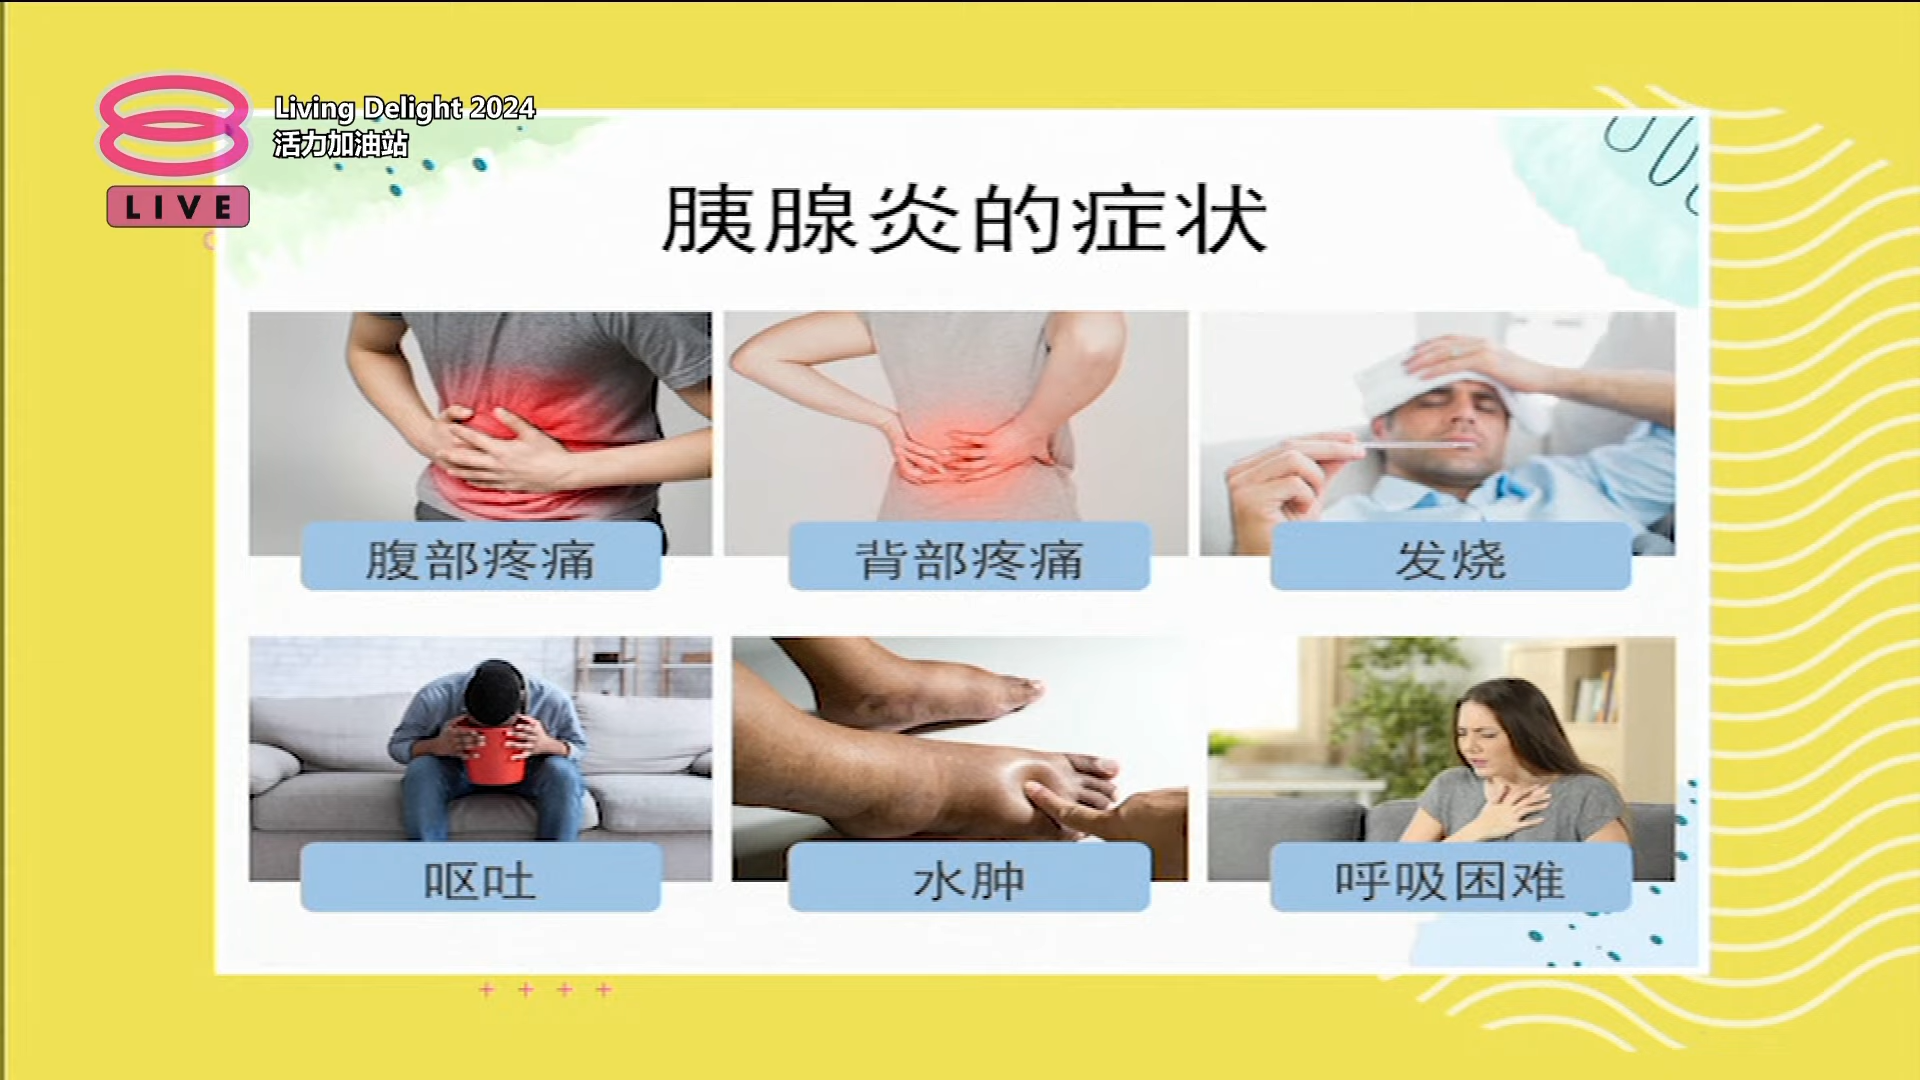 Living Delight 2024
活力加油站
LIVE
胰腺炎的症状
腹部疼痛
背部疼痛
发烧
呕吐
水肿
呼吸困难